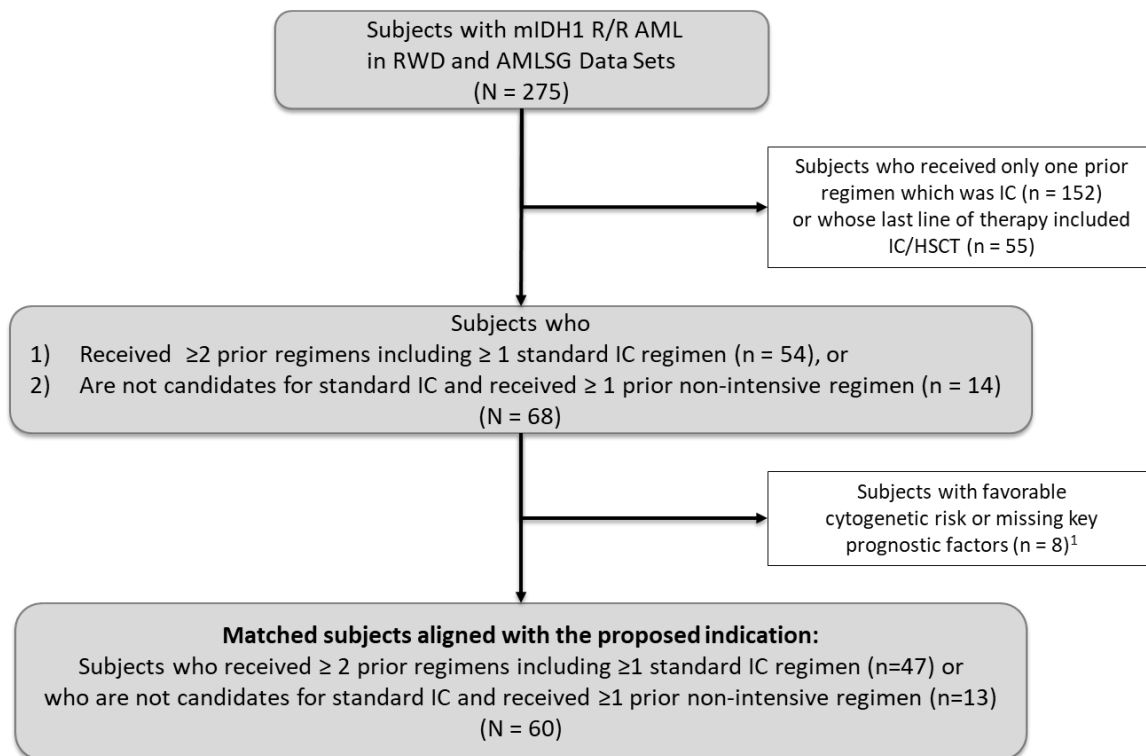 Subjects with mIDH1 R/R AML
in RWD and AMLSG Data Sets
(N = 275)
Subjects who received only one prior
regimen which was IC (n = 152)
or whose last line of therapy included
IC/HSCT (n = 55)
Subjects who
1) Received ≥2 prior regimens including ≥ 1 standard IC regimen (n = 54), or
2) Are not candidates for standard IC and received ≥ 1 prior non-intensive regimen (n = 14)
(N = 68)
Subjects with favorable
cytogenetic risk or missing key
prognostic factors (n = 8)¹
Matched subjects aligned with the proposed indication:
Subjects who received ≥ 2 prior regimens including ≥1 standard IC regimen (n=47) or
who are not candidates for standard IC and received ≥1 prior non-intensive regimen (n=13)
(N = 60)